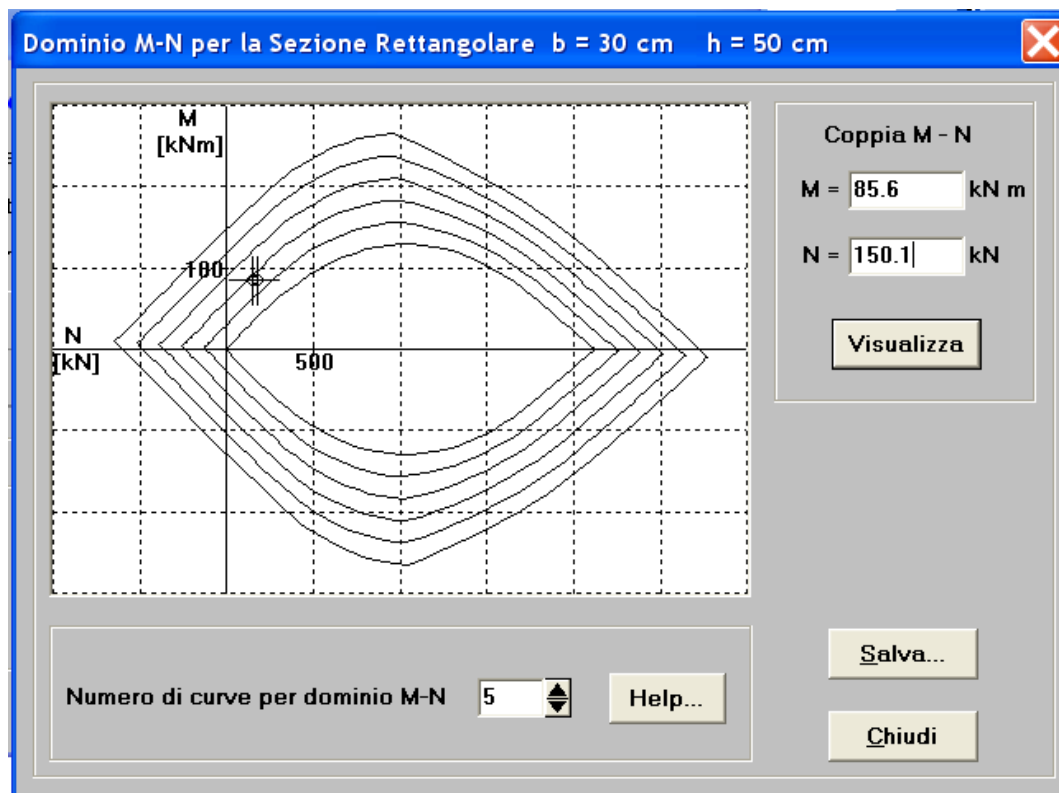 Dominio M-N per la Sezione Rettangolare b = 30 cm h = 50 cm
M
[kNm]
100
N
[kN]
500
Coppia M - N
M = 85.6 kN m
N = 150.1 kN
Visualizza
Numero di curve per dominio M-N 5
Help...
Salva...
Chiudi